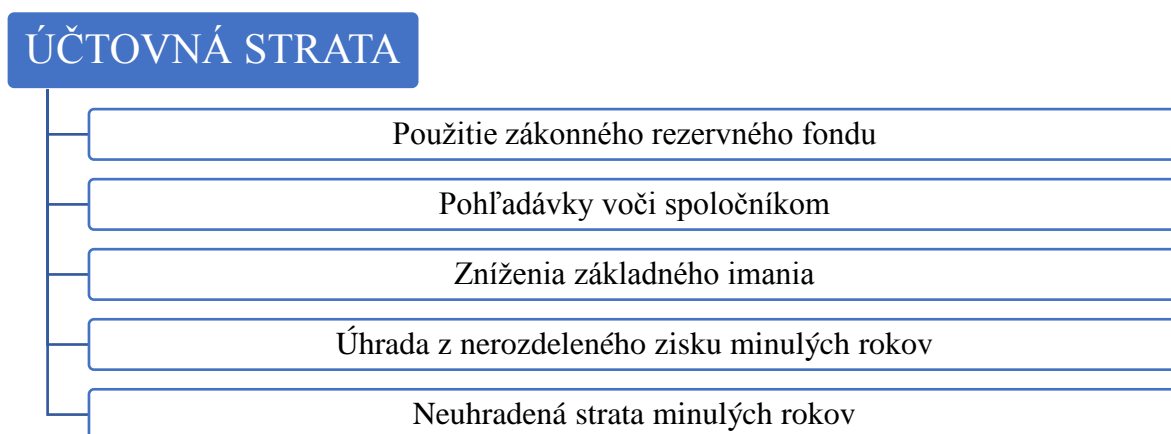 ÚČTOVNÁ STRATA
Použitie zákonného rezervného fondu
Pohľadávky voči spoločníkom
Zníženia základného imania
Úhrada z nerozdeleného zisku minulých rokov
Neuhradená strata minulých rokov